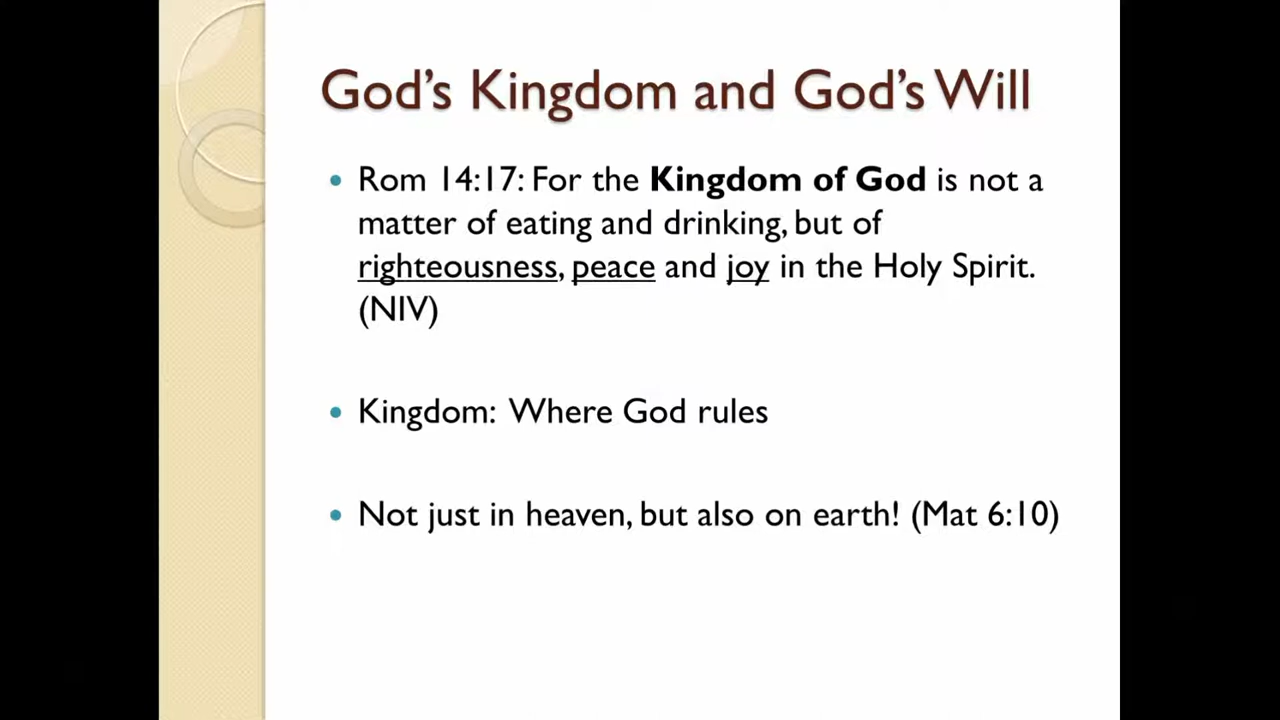 God's Kingdom and God's Will
• Rom 14:17: For the Kingdom of God is not a
matter of eating and drinking, but of
righteousness, peace and joy in the Holy Spirit.
(NIV)
• Kingdom: Where God rules
• Not just in heaven, but also on earth! (Mat 6:10)